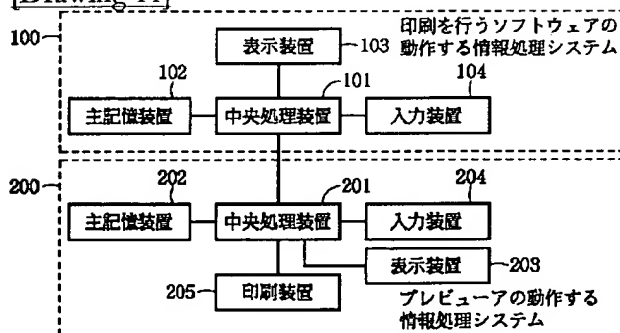 [Drawing 11]
100
印刷を行うソフトウェアの
動作する情報処理システム
表示装置
103
102
101
104
主記憶装置
中央処理装置
入力装置
200
202
201
204
主記憶装置
中央処理装置
入力装置
表示装置
203
205
印刷装置
プレビューアの動作する
情報処理システム